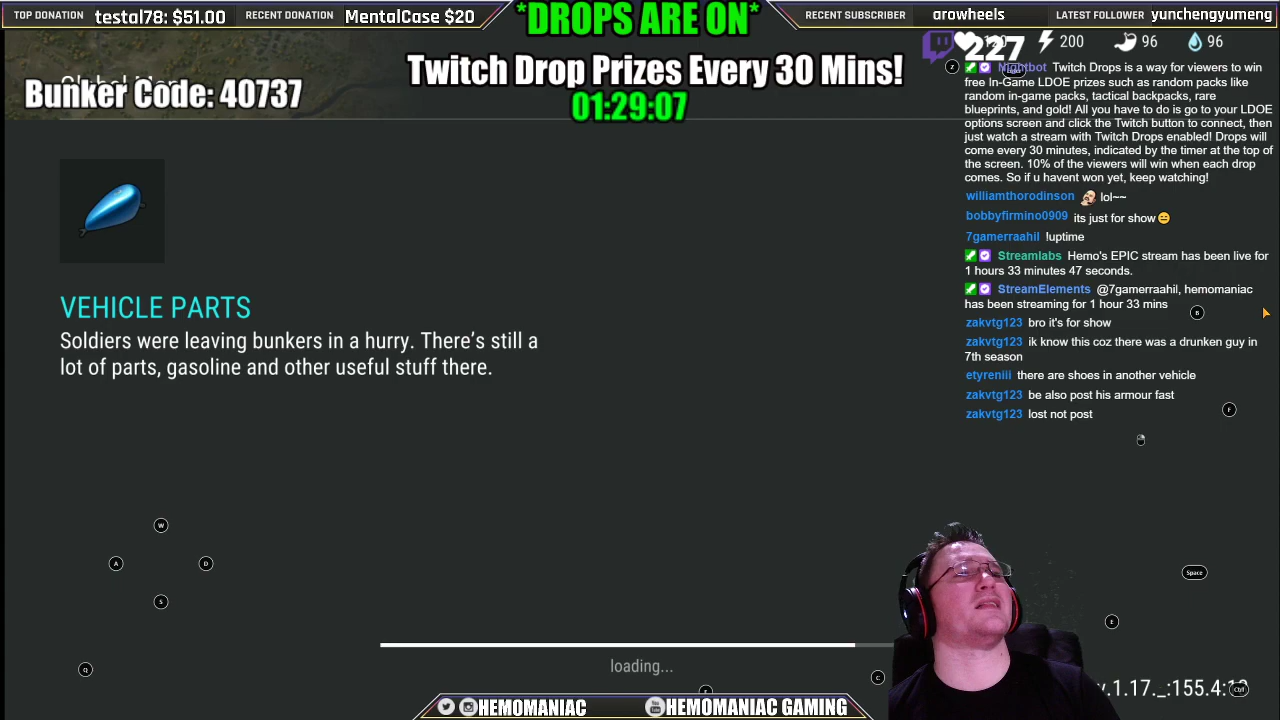 TOP DONATION testal78: $51.00 RECENT DONATION MentalCase $20
*DROPS ARE ON*
RECENT SUBSCRIBER arowheels LATEST FOLLOWER yunchengyumeng
Twitch Drop Prizes Every 30 Mins!
01:29:07
Bunker Code: 40737
227 200 96 96
Nightbot Twitch Drops is a way for viewers to win
free In-Game LDOE prizes such as random packs like
random in-game packs, tactical backpacks, rare
blueprints, and gold! All you have to do is go to your LDOE
options screen and click the Twitch button to connect, then
just watch a stream with Twitch Drops enabled! Drops will
come every 30 minutes, indicated by the timer at the top of
the screen. 10% of the viewers will win when each drop
comes. So if u havent won yet, keep watching!
williamthorodinson lol~~
bobbyfirmino0909 its just for show
7gamerraahil !uptime
Streamlabs Hemo's EPIC stream has been live for
1 hours 33 minutes 47 seconds.
StreamElements @7gamerraahil, hemomaniac
has been streaming for 1 hour 33 mins
zakvtg123 bro it's for show
zakvtg123 ik know this coz there was a drunken guy in
7th season
etyreniii there are shoes in another vehicle
zakvtg123 be also post his armour fast
zakvtg123 lost not post
VEHICLE PARTS
Soldiers were leaving bunkers in a hurry. There's still a
lot of parts, gasoline and other useful stuff there.
Z
B
F
W
A D
S
Q
Space
E
C
Ctrl
loading...
HEMOMANIAC HEMOMANIAC GAMING